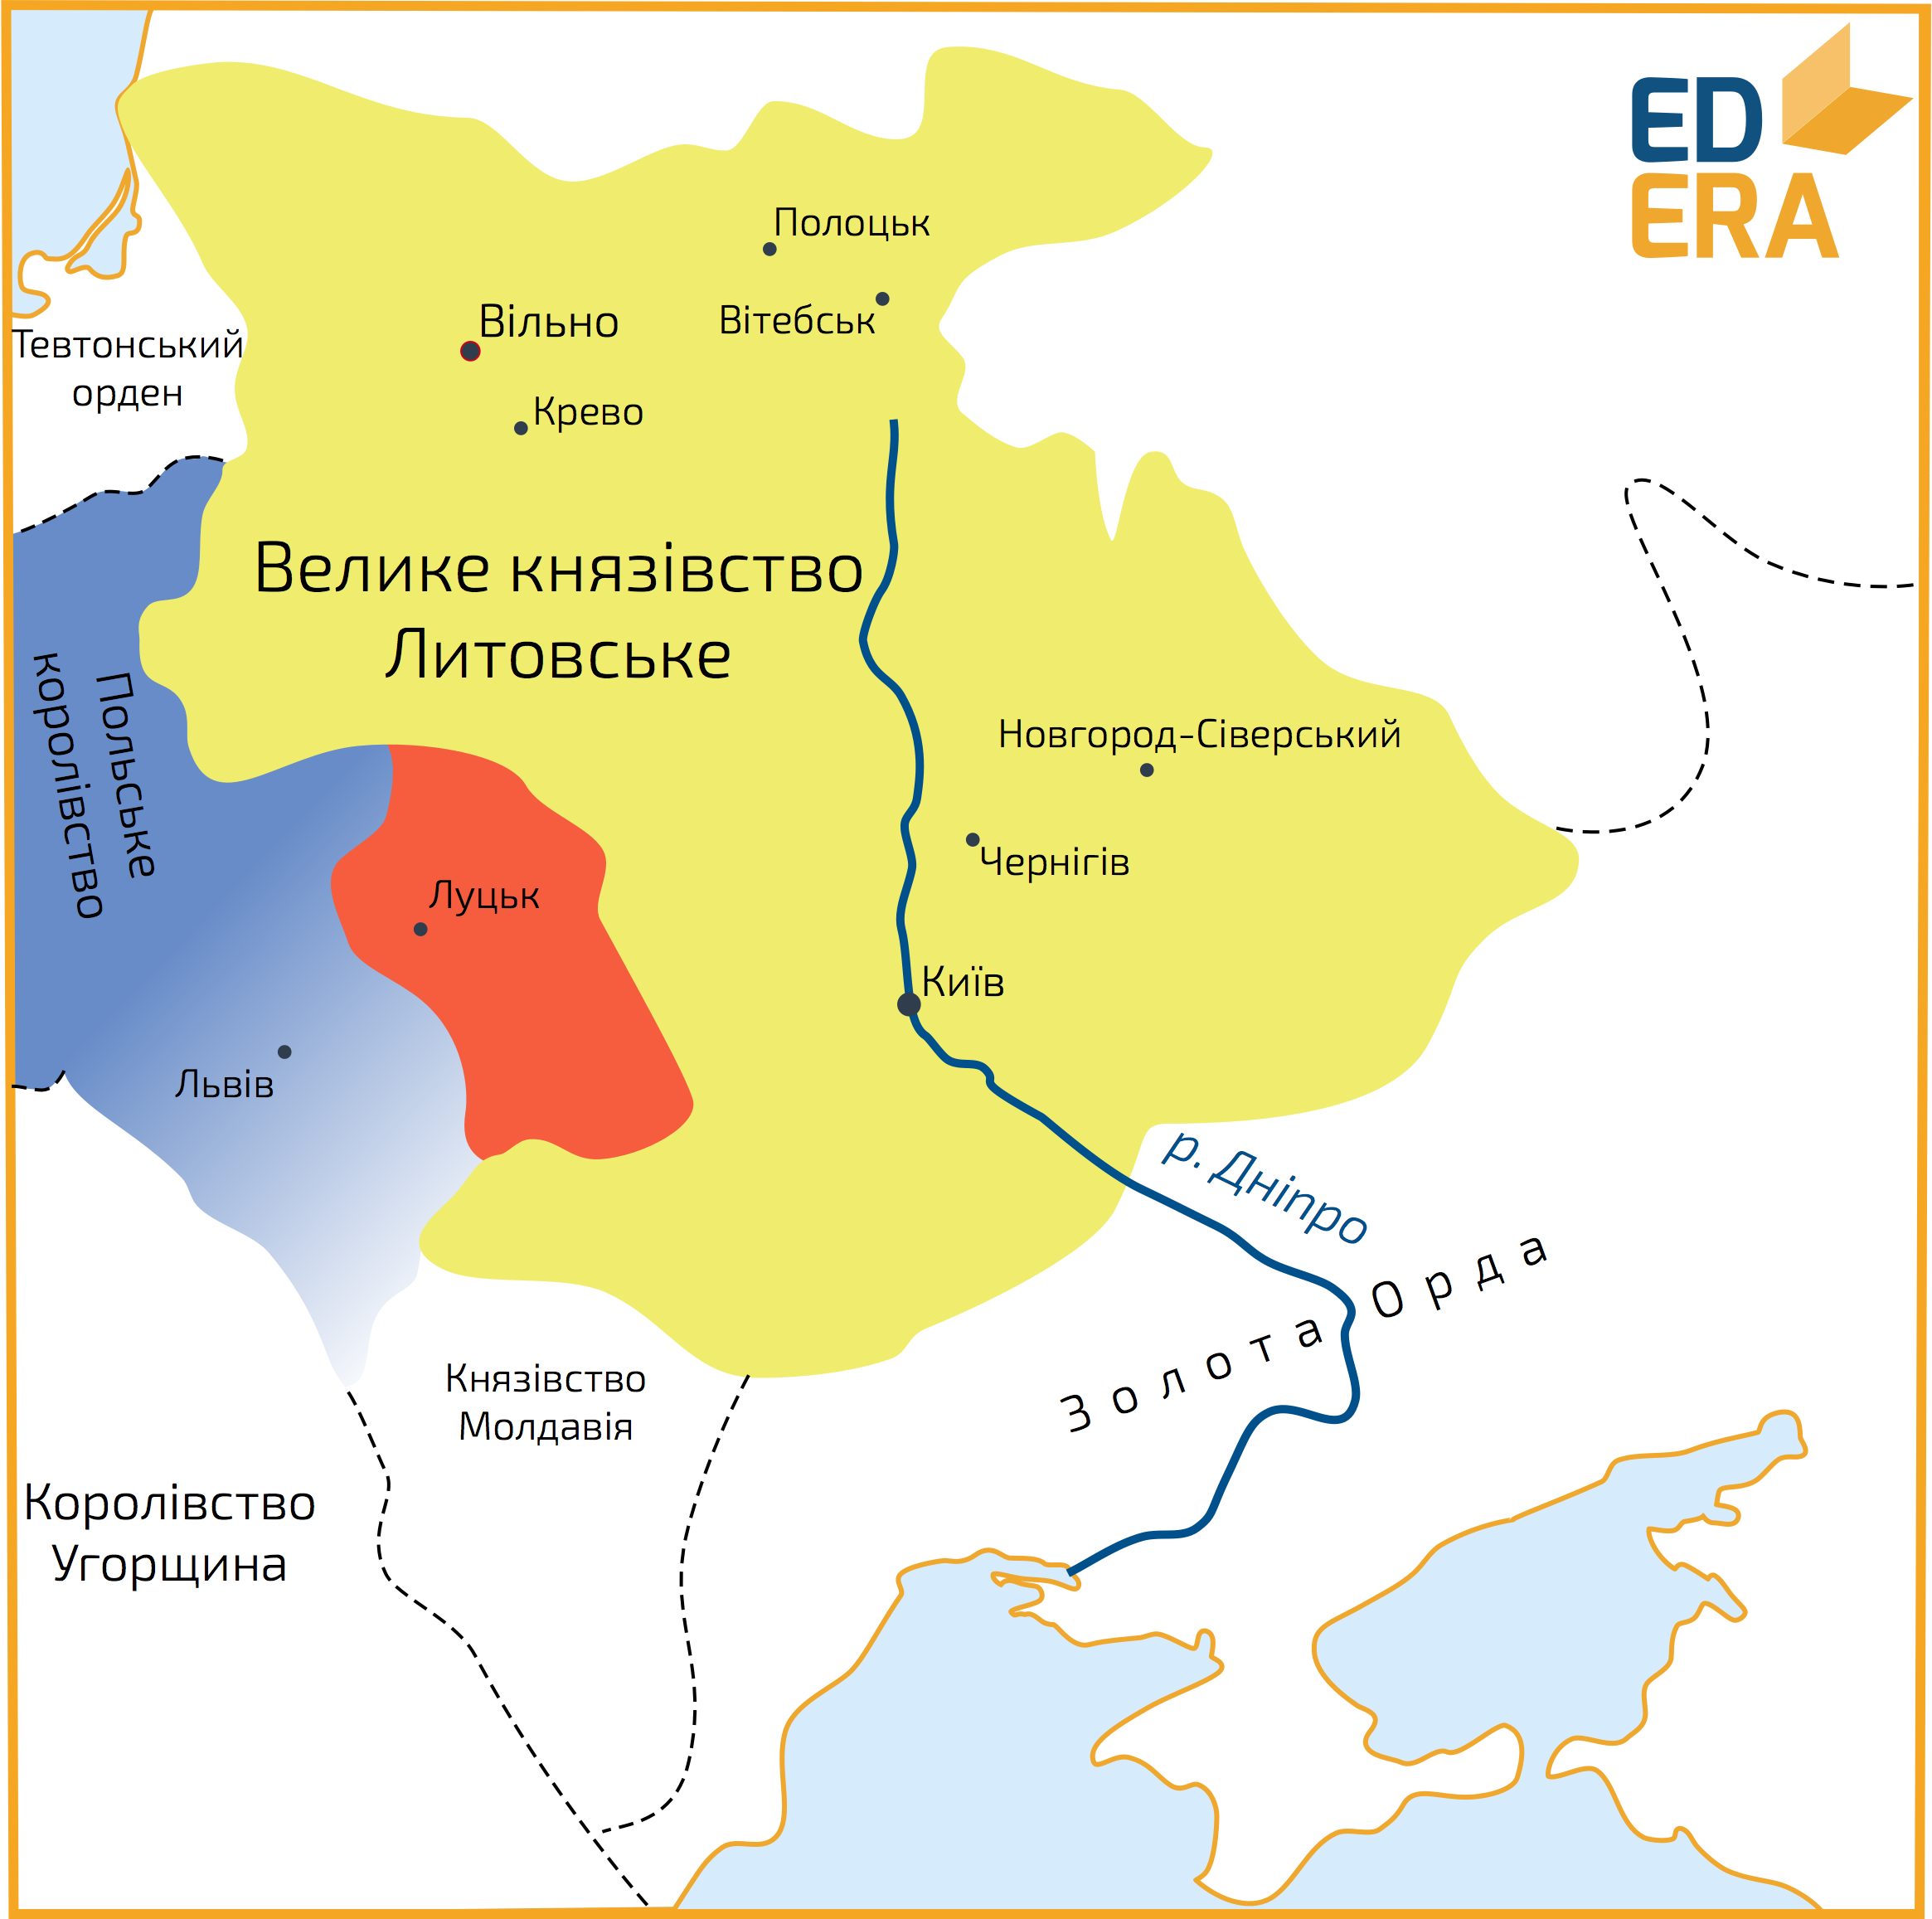 ED
ERA
Полоцьк
Вітебськ
Вільно
Тевтонський
орден
Крево
Велике князівство
Литовське
Польське
королівство
Новгород-Сіверський
Чернігів
Луцьк
Київ
Львів
р. Дніпро
Золота Орда
Князівство
Молдавія
Королівство
Угорщина